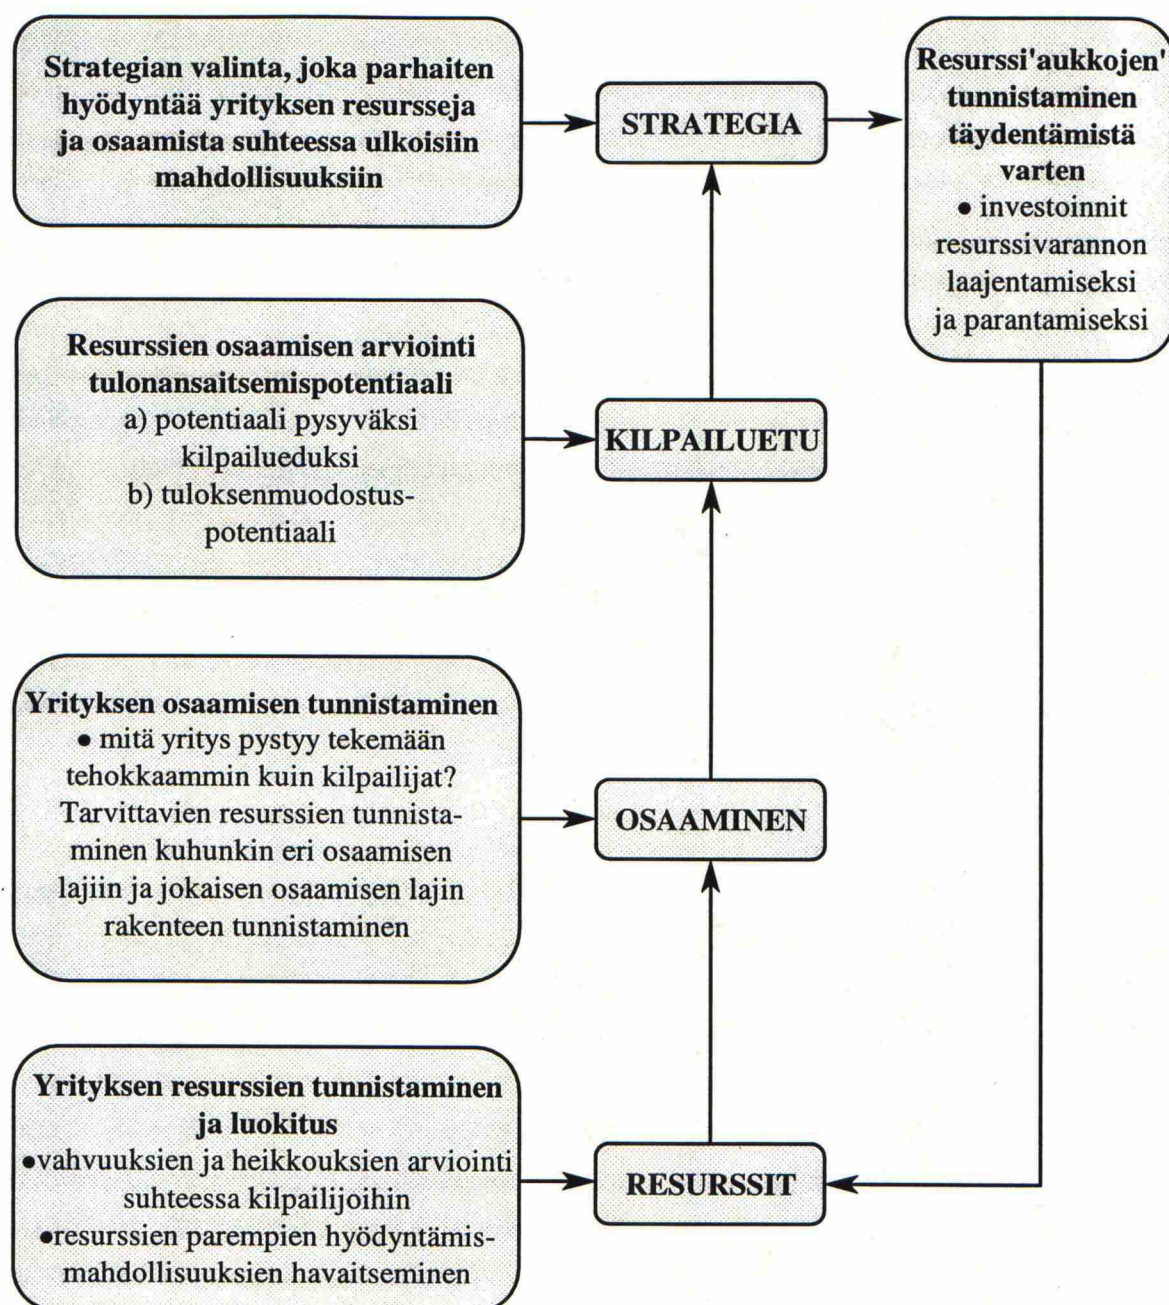 Strategian valinta, joka parhaiten
hyödyntää yrityksen resursseja
ja osaamista suhteessa ulkoisiin
mahdollisuuksiin
STRATEGIA
Resurssi'aukkojen'
tunnistaminen
täydentämistä
varten
● investoinnit
resurssivarannon
laajentamiseksi
ja parantamiseksi
Resurssien osaamisen arviointi
tulonansaitsemispotentiaali
a) potentiaali pysyväksi
kilpailueduksi
b) tuloksenmuodostus-
potentiaali
KILPAILUETU
Yrityksen osaamisen tunnistaminen
● mitä yritys pystyy tekemään
tehokkaammin kuin kilpailijat?
Tarvittavien resurssien tunnista-
minen kuhunkin eri osaamisen
lajiin ja jokaisen osaamisen lajin
rakenteen tunnistaminen
OSAAMINEN
Yrityksen resurssien tunnistaminen
ja luokitus
●vahvuuksien ja heikkouksien arviointi
suhteessa kilpailijoihin
●resurssien parempien hyödyntämis-
mahdollisuuksien havaitseminen
RESURSSIT